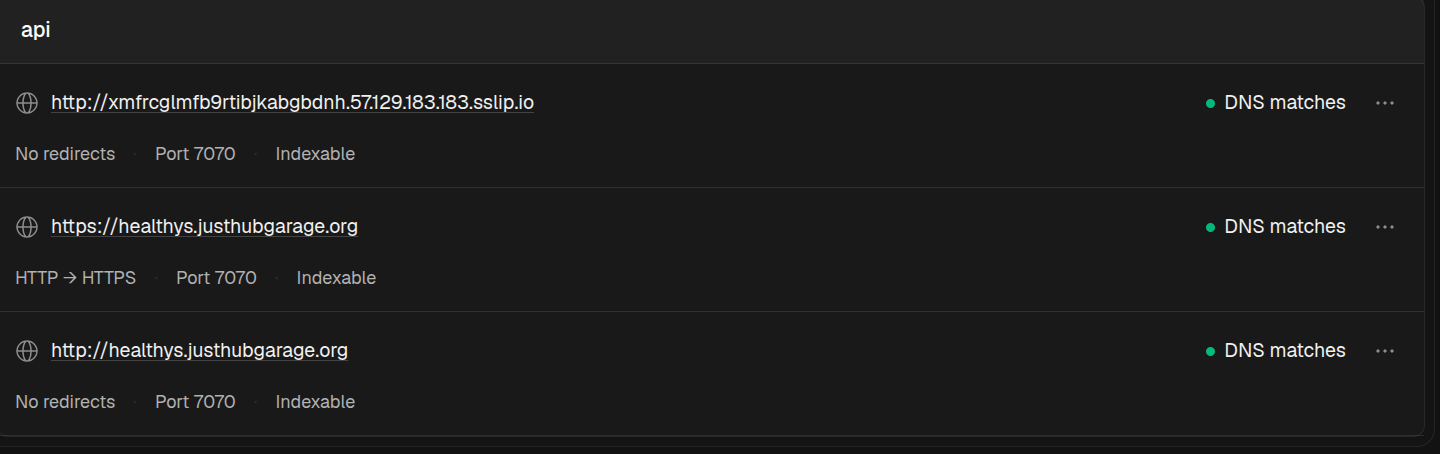 api
http://xmfrcglmfb9rtibjkabgbdnh.57.129.183.183.sslip.io DNS matches ···
No redirects · Port 7070 · Indexable
https://healthys.justhubgarage.org DNS matches ···
HTTP → HTTPS · Port 7070 · Indexable
http://healthys.justhubgarage.org DNS matches ···
No redirects · Port 7070 · Indexable